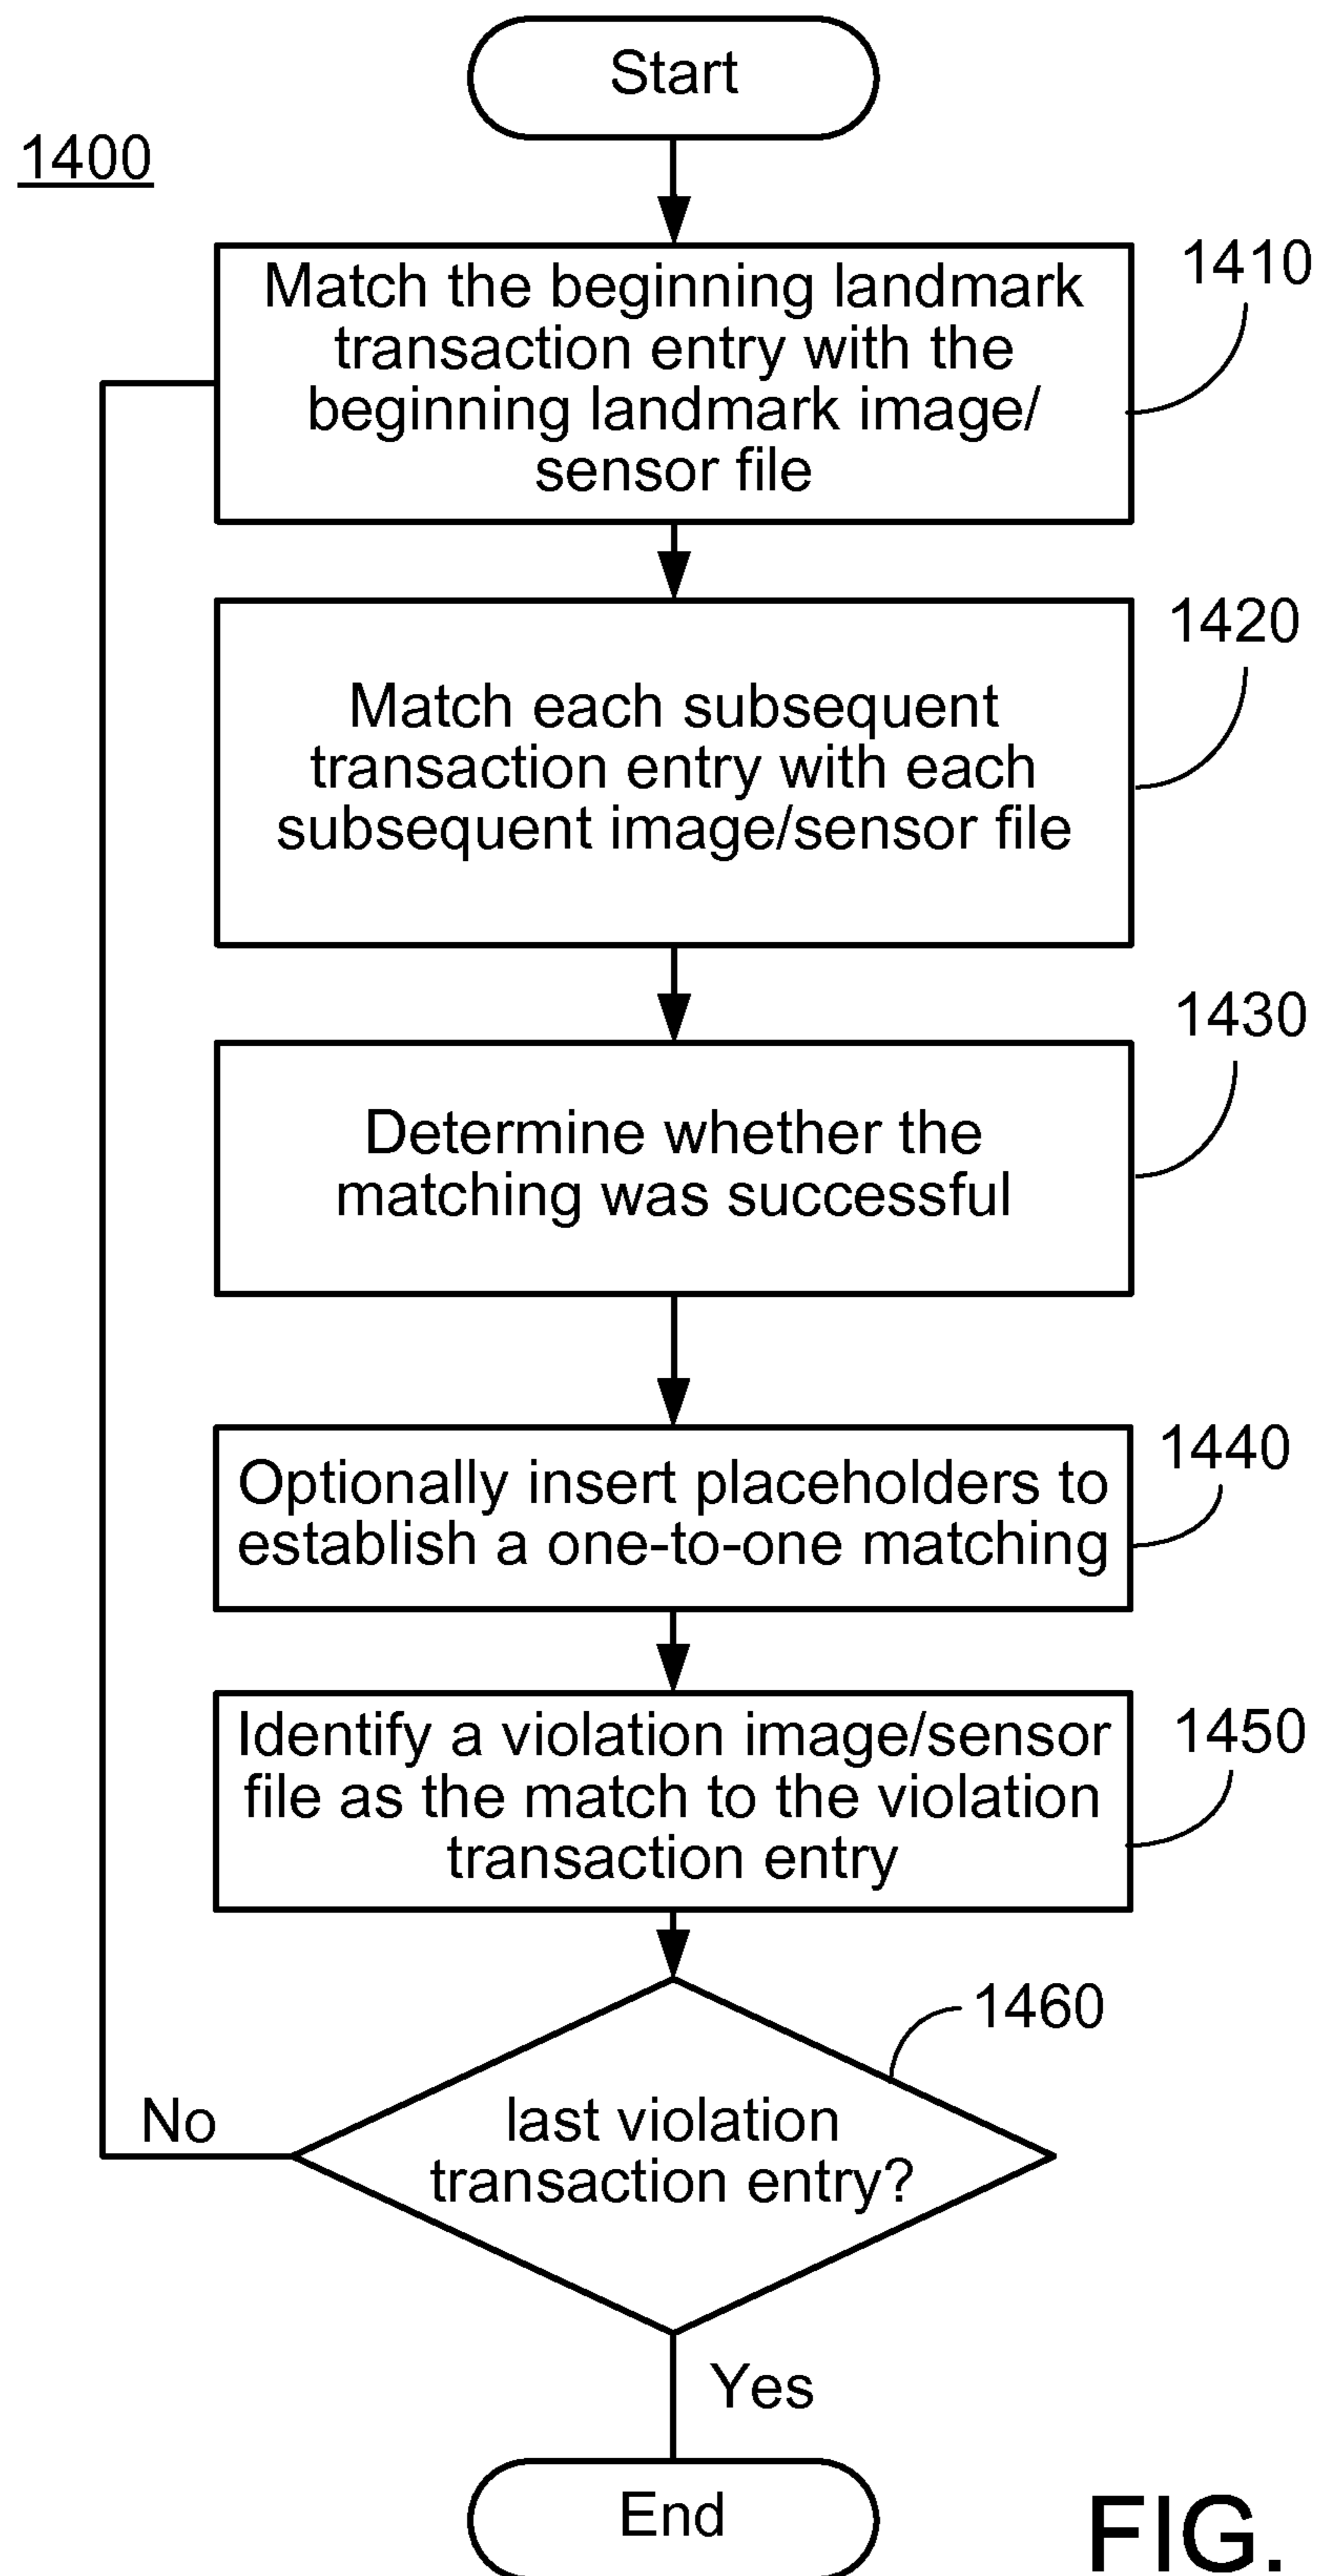 Start
1400
Match the beginning landmark
transaction entry with the
beginning landmark image/
sensor file
1410
Match each subsequent
transaction entry with each
subsequent image/sensor file
1420
Determine whether the
matching was successful
1430
Optionally insert placeholders to
establish a one-to-one matching
1440
Identify a violation image/sensor
file as the match to the violation
transaction entry
1450
last violation
transaction entry?
1460
No
Yes
End
FIG.